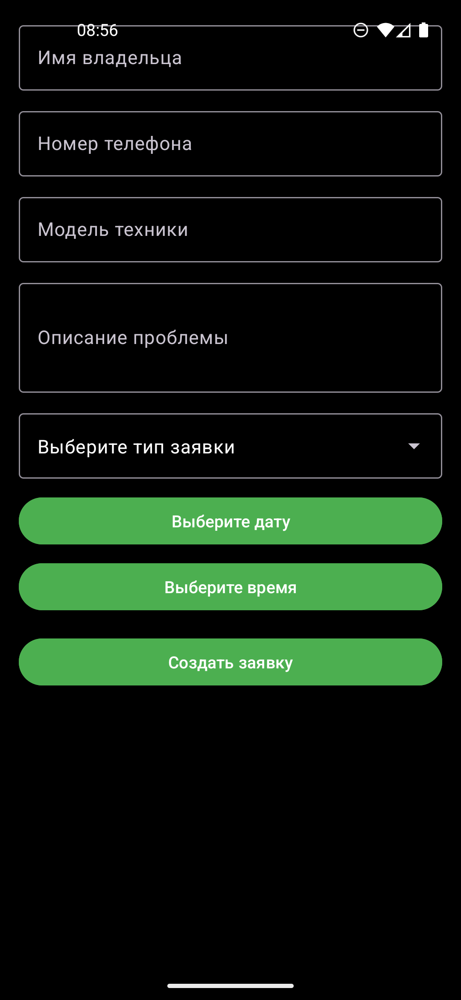 08:56
Имя владельца
Номер телефона
Модель техники
Описание проблемы
Выберите тип заявки
Выберите дату
Выберите время
Создать заявку